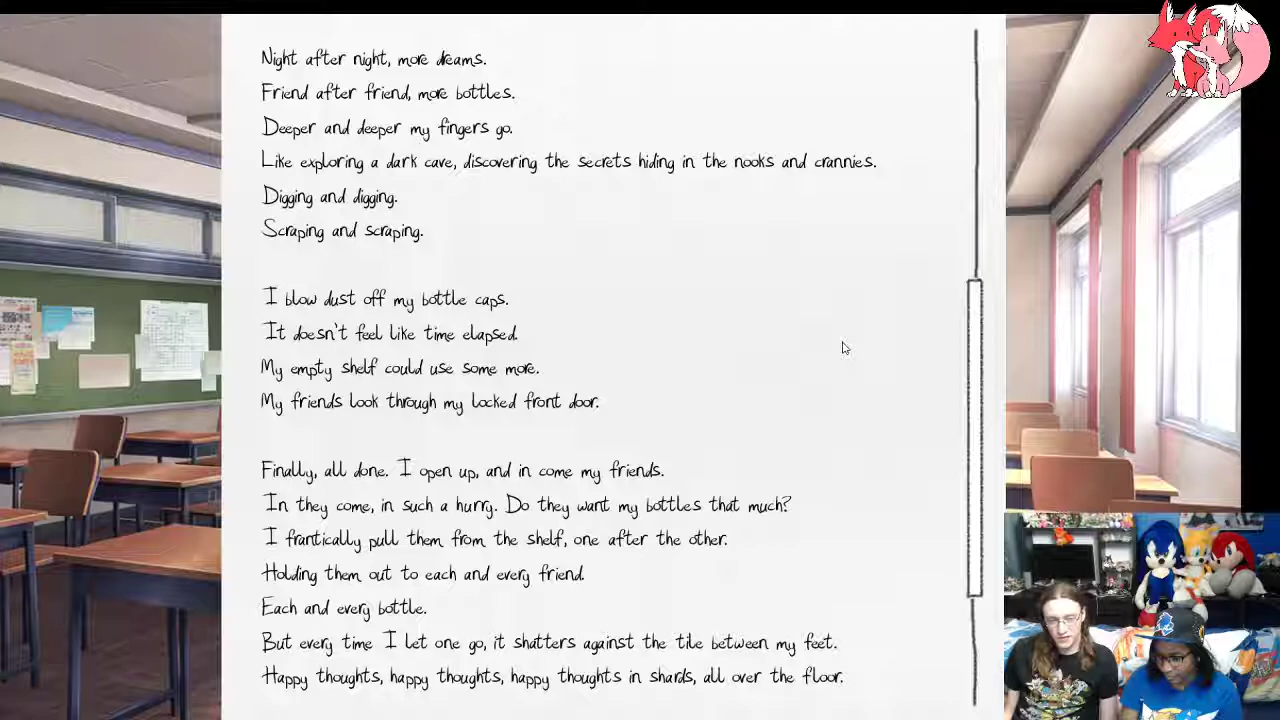 Night after night, more dreams.
Friend after friend, more bottles.
Deeper and deeper my fingers go.
Like exploring a dark cave, discovering the secrets hiding in the nooks and crannies.
Digging and digging.
Scraping and scraping.
I blow dust off my bottle caps.
It doesn't feel like time elapsed.
My empty shelf could use some more.
My friends look through my locked front door.
Finally, all done. I open up, and in come my friends.
In they come, in such a hurry. Do they want my bottles that much?
I frantically pull them from the shelf, one after the other.
Holding them out to each and every friend.
Each and every bottle.
But every time I let one go, it shatters against the tile between my feet.
Happy thoughts, happy thoughts, happy thoughts in shards, all over the floor.